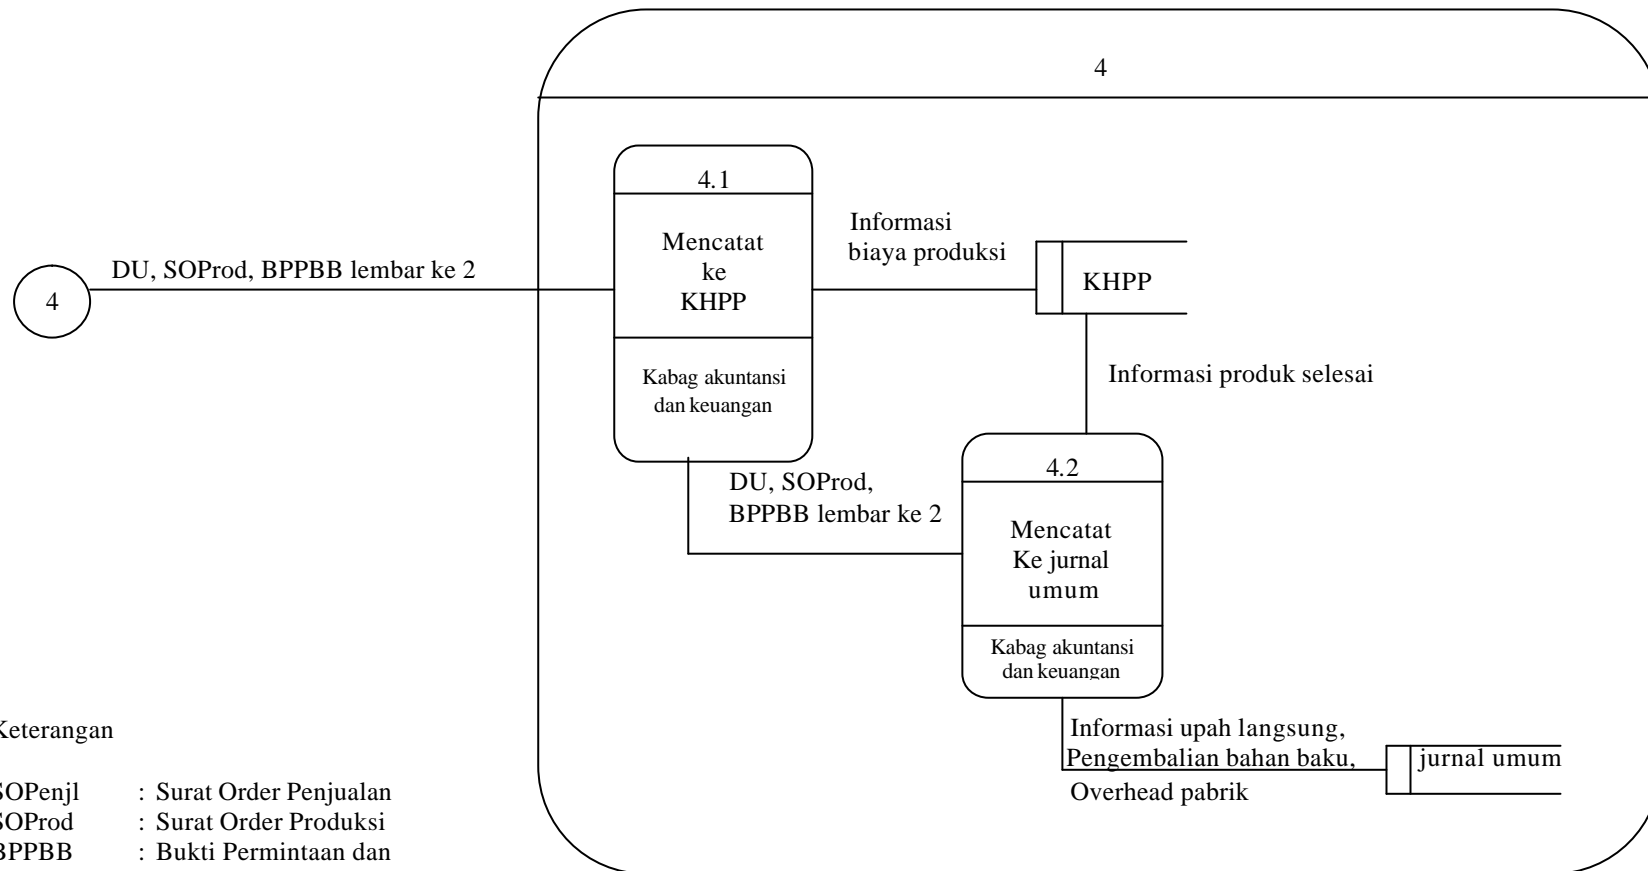 4
4.1
Mencatat
ke
KHPP
Kabag akuntansi
dan keuangan
Informasi
biaya produksi
KHPP
DU, SOProd, BPPBB lembar ke 2
4
Informasi produk selesai
DU, SOProd,
BPPBB lembar ke 2
4.2
Mencatat
Ke jurnal
umum
Kabag akuntansi
dan keuangan
Informasi upah langsung,
Pengembalian bahan baku,
Overhead pabrik
jurnal umum
Keterangan
SOPenjl : Surat Order Penjualan
SOProd : Surat Order Produksi
BPPBB : Bukti Permintaan dan